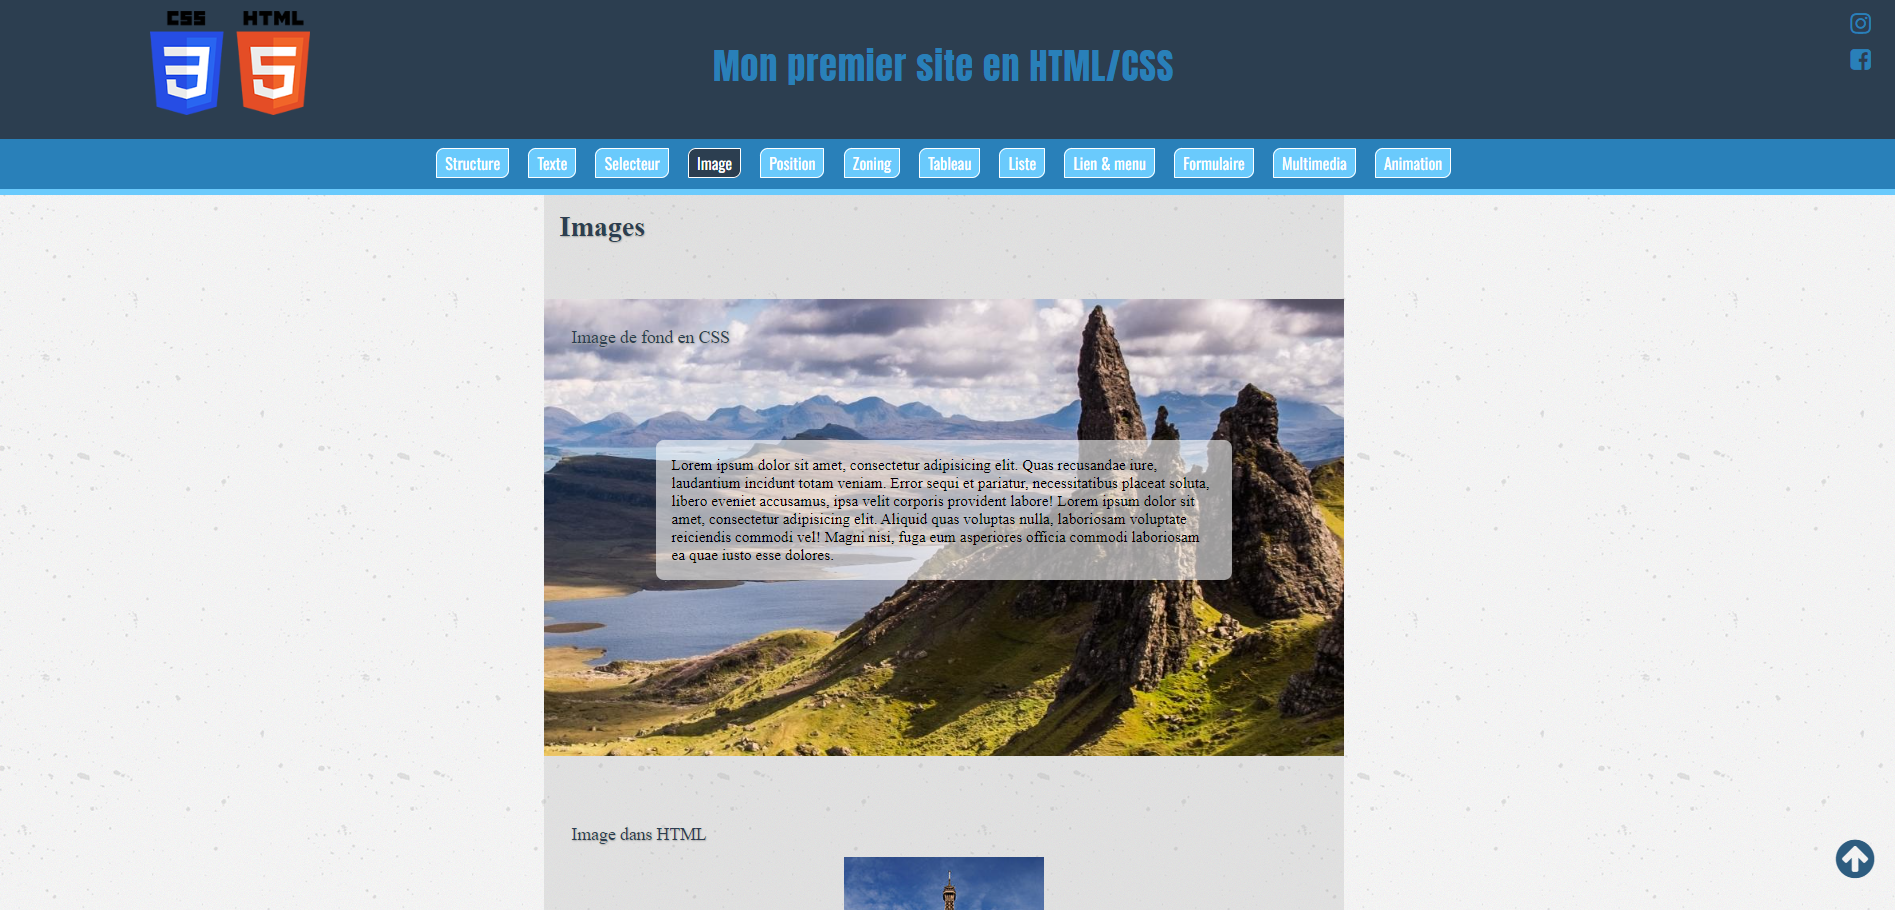 CSS HTML
Mon premier site en HTML/CSS
Structure Texte Selecteur Image Position Zoning Tableau Liste Lien & menu Formulaire Multimedia Animation
Images
Image de fond en CSS
Lorem ipsum dolor sit amet, consectetur adipisicing elit. Quas recusandae iure,
laudantium incidunt totam veniam. Error sequi et pariatur, necessitatibus placeat soluta,
libero eveniet accusamus, ipsa velit corporis provident labore! Lorem ipsum dolor sit
amet, consectetur adipisicing elit. Aliquid quas voluptas nulla, laboriosam voluptate
reiciendis commodi vel! Magni nisi, fuga eum asperiores officia commodi laboriosam
ea quae iusto esse dolores.
Image dans HTML